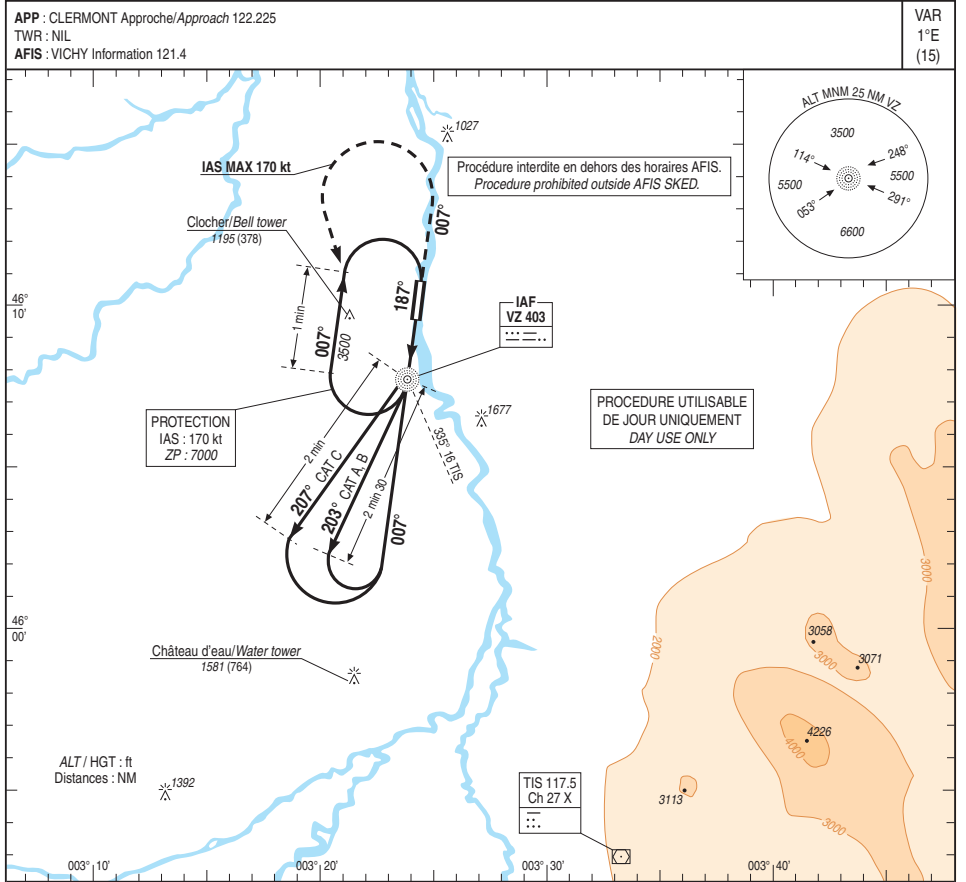 APP : CLERMONT Approche/Approach 122.225
TWR : NIL
AFIS : VICHY Information 121.4
VAR
1°E
(15)
ALT MNM 25 NM VZ
3500
114°
248°
5500
5500
053°
291°
6600
1027
IAS MAX 170 kt
Procédure interdite en dehors des horaires AFIS.
Procedure prohibited outside AFIS SKED.
Clocher/Bell tower
1195 (378)
007°
187°
46°
10'
1 min
007°
3500
IAF
VZ 403
PROTECTION
IAS : 170 kt
ZP : 7000
1677
PROCEDURE UTILISABLE
DE JOUR UNIQUEMENT
DAY USE ONLY
335° 16 TIS
2 min
207° CAT C
203° CAT A, B
2 min 30
007°
3000
46°
00'
2000
3058
3000
3071
Château d'eau/Water tower
1581 (764)
4226
4000
ALT / HGT : ft
Distances : NM
1392
TIS 117.5
Ch 27 X
3113
3000
003° 10'
003° 20'
003° 30'
003° 40'